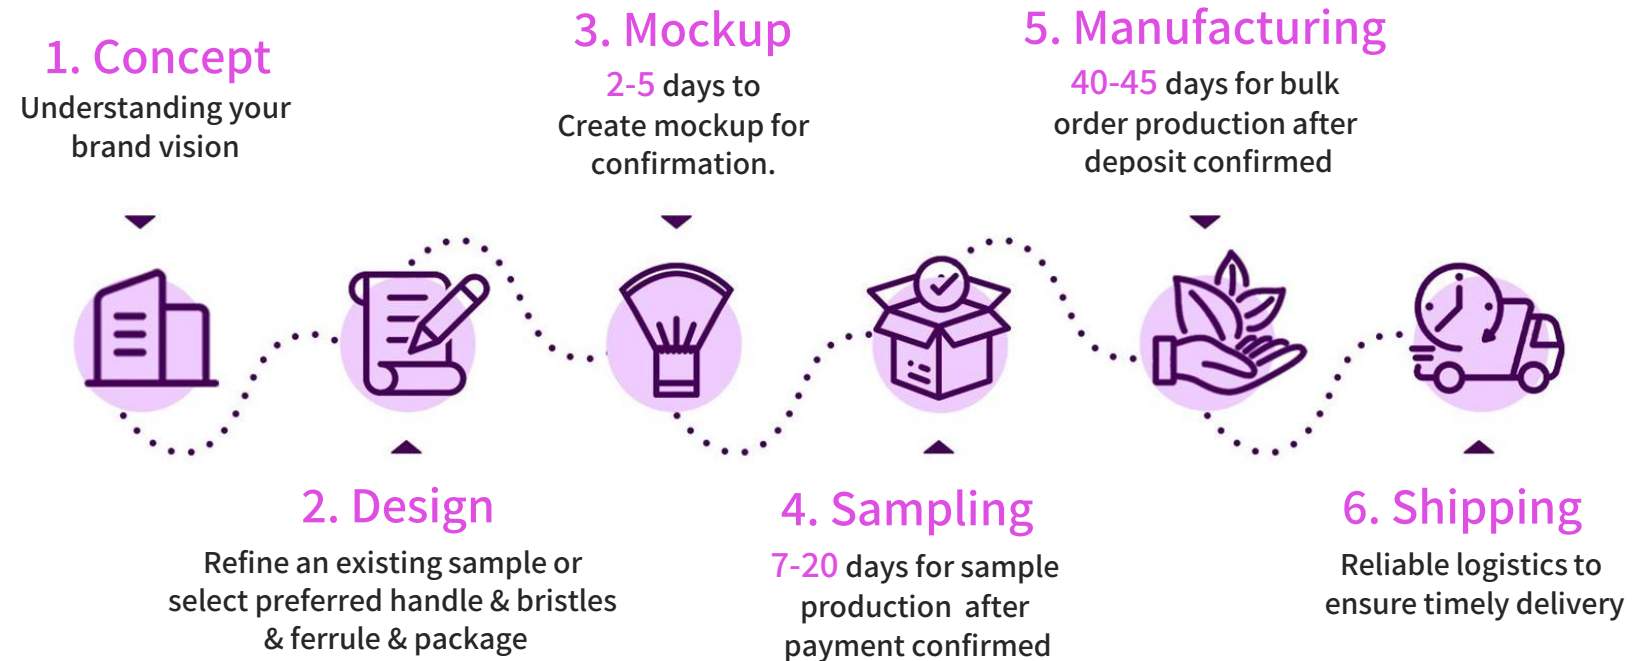 1. Concept
Understanding your
brand vision
2. Design
Refine an existing sample or
select preferred handle & bristles
& ferrule & package
3. Mockup
2-5 days to
Create mockup for
confirmation.
4. Sampling
7-20 days for sample
production after
payment confirmed
5. Manufacturing
40-45 days for bulk
order production after
deposit confirmed
6. Shipping
Reliable logistics to
ensure timely delivery